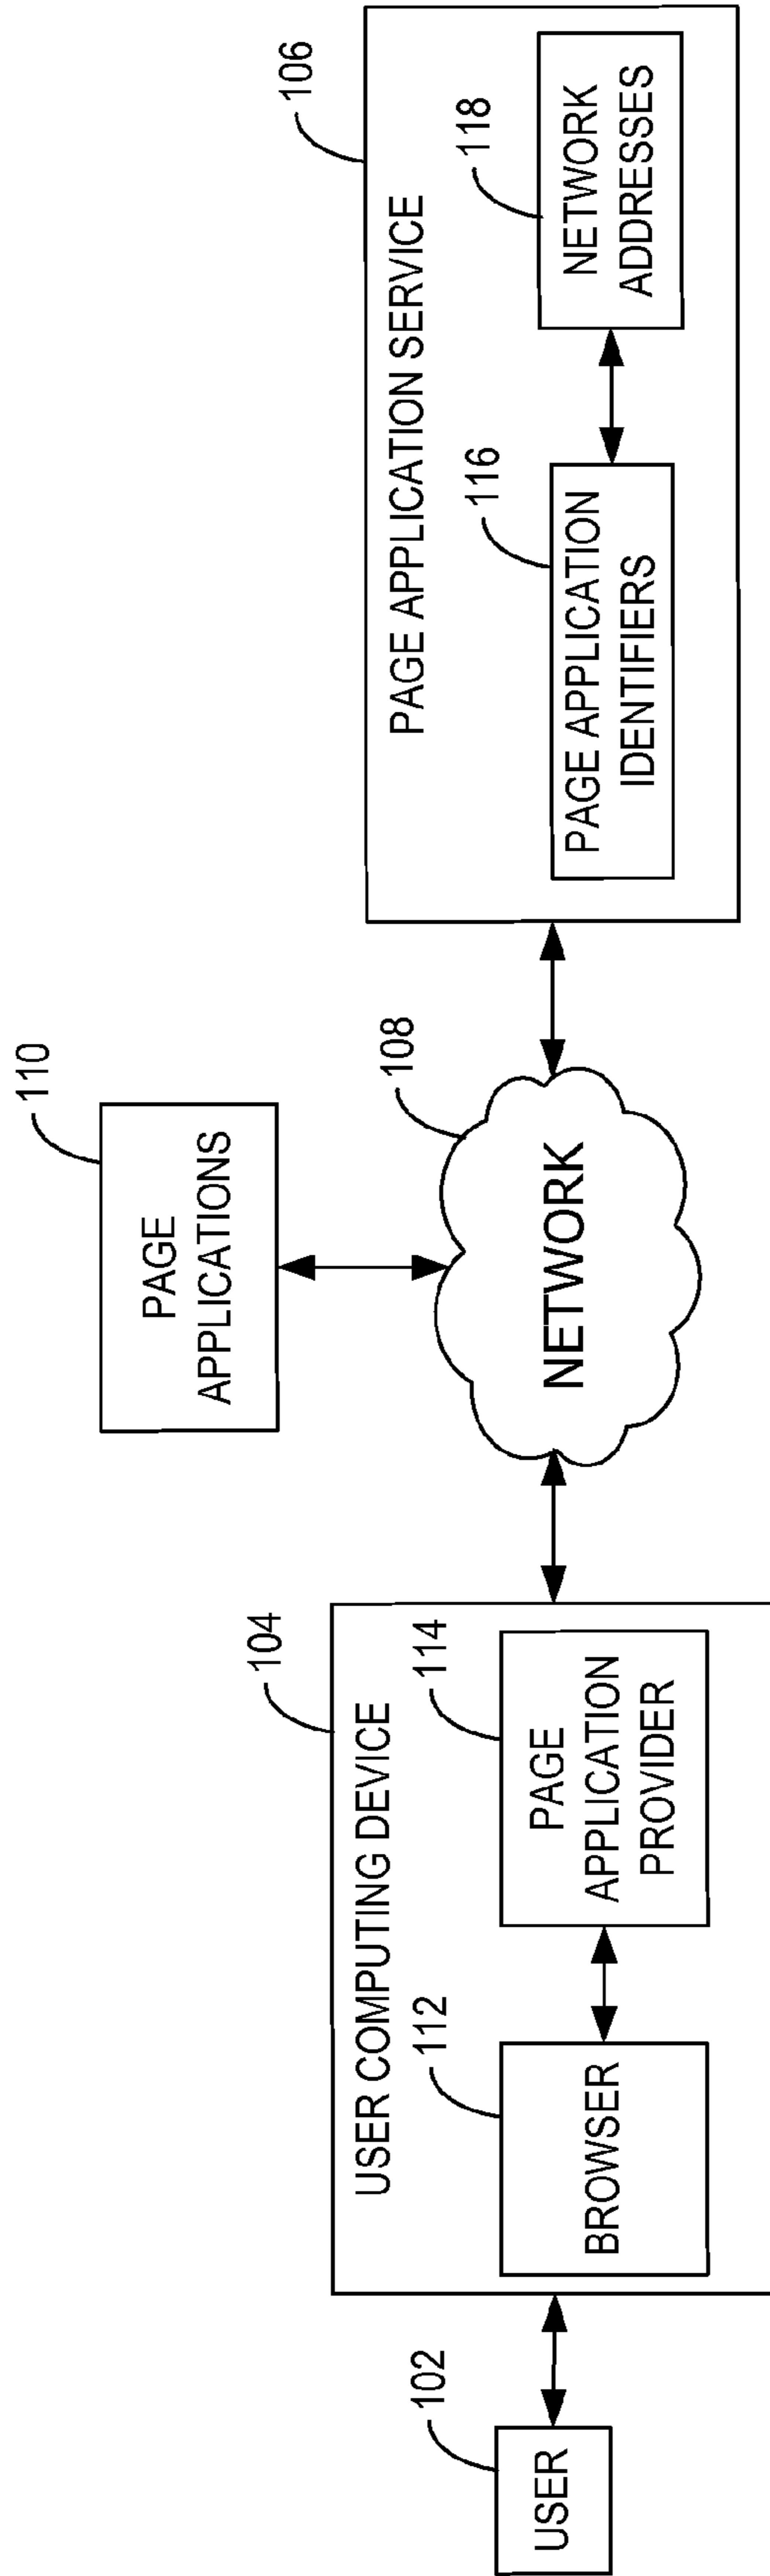 102
USER
104
USER COMPUTING DEVICE
112
BROWSER
114
PAGE
APPLICATION
PROVIDER
110
PAGE
APPLICATIONS
108
NETWORK
106
PAGE APPLICATION SERVICE
116
PAGE APPLICATION
IDENTIFIERS
118
NETWORK
ADDRESSES